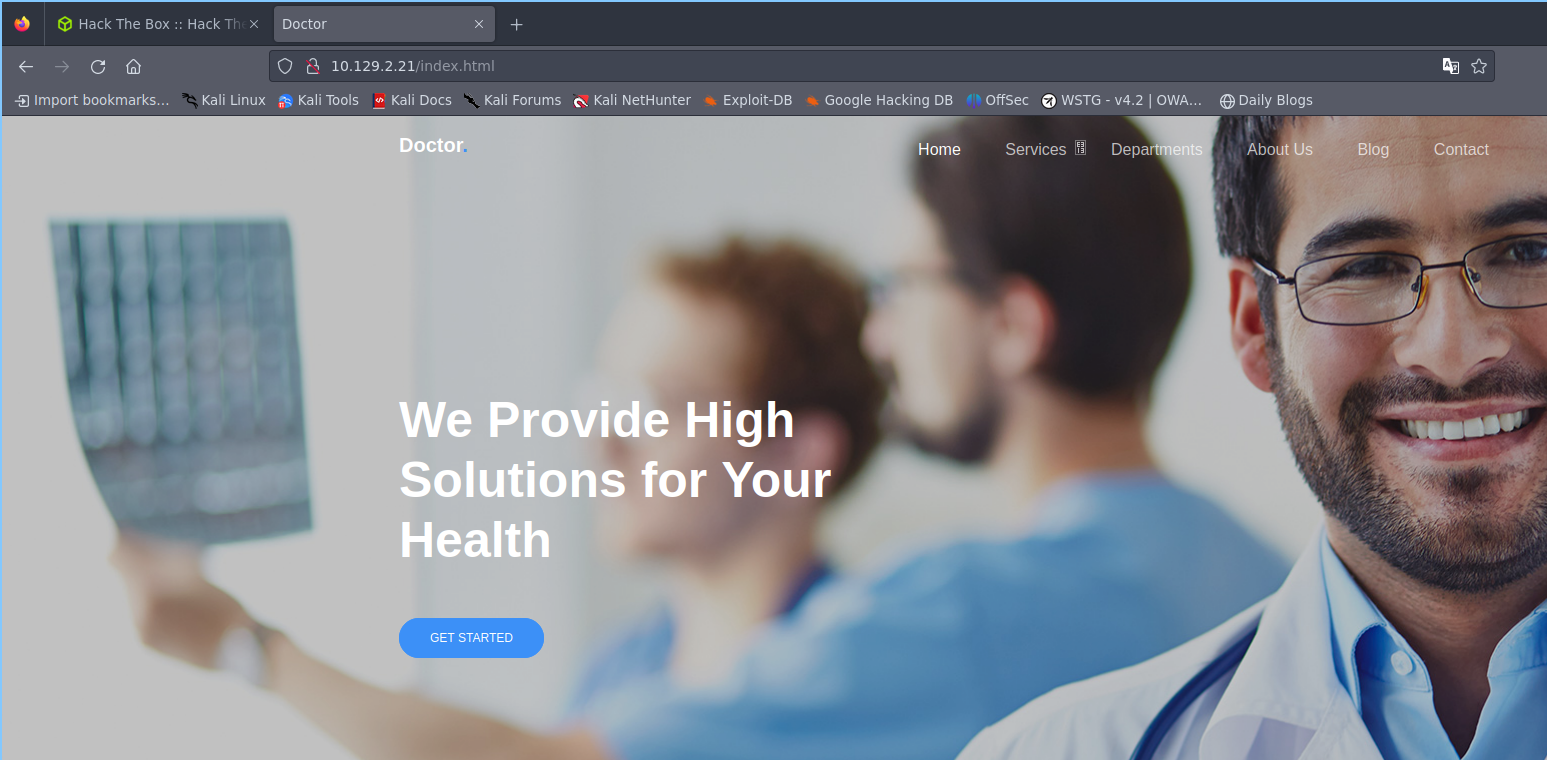 Hack The Box :: Hack The
Doctor
10.129.2.21/index.html
Import bookmarks...
Kali Linux
Kali Tools
Kali Docs
Kali Forums
Kali NetHunter
Exploit-DB
Google Hacking DB
OffSec
WSTG - v4.2 | OWA...
Daily Blogs
Doctor.
Home
Services
Departments
About Us
Blog
Contact
We Provide High
Solutions for Your
Health
GET STARTED